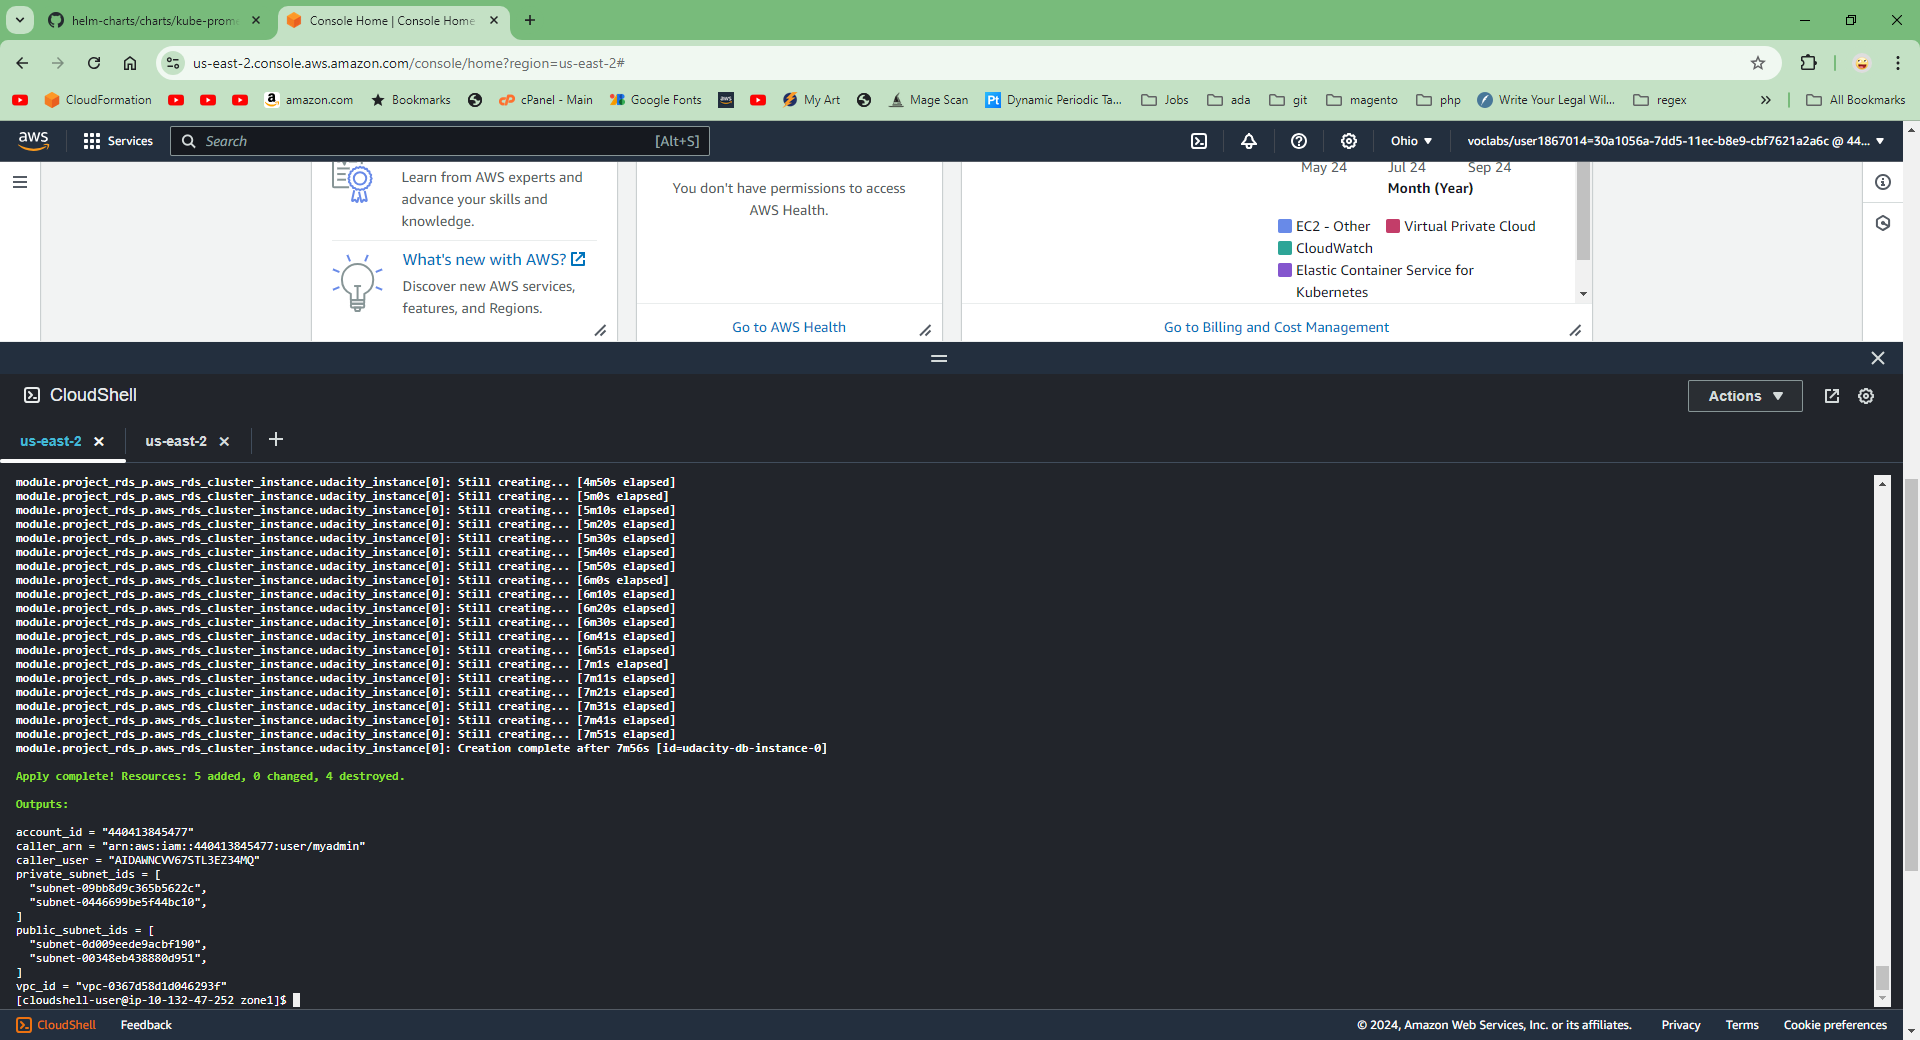 helm-charts/charts/kube-prom
Console Home | Console Home
us-east-2.console.aws.amazon.com/console/home?region=us-east-2#
CloudFormation
amazon.com
Bookmarks
cPanel - Main
Google Fonts
My Art
Mage Scan
Dynamic Periodic Ta...
Jobs
ada
git
magento
php
Write Your Legal Wil...
regex
All Bookmarks
aws
Services
Search
[Alt+S]
Ohio
voclabs/user1867014=30a1056a-7dd5-11ec-b8e9-cbf7621a2a6c @ 44...
Learn from AWS experts and
advance your skills and
knowledge.
What's new with AWS?
Discover new AWS services,
features, and Regions.
You don't have permissions to access
AWS Health.
Go to AWS Health
May 24 Jul 24 Sep 24
Month (Year)
EC2 - Other Virtual Private Cloud
CloudWatch
Elastic Container Service for
Kubernetes
Go to Billing and Cost Management
CloudShell
Actions
us-east-2
us-east-2
module.project_rds_p.aws_rds_cluster_instance.udacity_instance[0]: Still creating... [4m50s elapsed]
module.project_rds_p.aws_rds_cluster_instance.udacity_instance[0]: Still creating... [5m0s elapsed]
module.project_rds_p.aws_rds_cluster_instance.udacity_instance[0]: Still creating... [5m10s elapsed]
module.project_rds_p.aws_rds_cluster_instance.udacity_instance[0]: Still creating... [5m20s elapsed]
module.project_rds_p.aws_rds_cluster_instance.udacity_instance[0]: Still creating... [5m30s elapsed]
module.project_rds_p.aws_rds_cluster_instance.udacity_instance[0]: Still creating... [5m40s elapsed]
module.project_rds_p.aws_rds_cluster_instance.udacity_instance[0]: Still creating... [5m50s elapsed]
module.project_rds_p.aws_rds_cluster_instance.udacity_instance[0]: Still creating... [6m0s elapsed]
module.project_rds_p.aws_rds_cluster_instance.udacity_instance[0]: Still creating... [6m10s elapsed]
module.project_rds_p.aws_rds_cluster_instance.udacity_instance[0]: Still creating... [6m20s elapsed]
module.project_rds_p.aws_rds_cluster_instance.udacity_instance[0]: Still creating... [6m30s elapsed]
module.project_rds_p.aws_rds_cluster_instance.udacity_instance[0]: Still creating... [6m41s elapsed]
module.project_rds_p.aws_rds_cluster_instance.udacity_instance[0]: Still creating... [6m51s elapsed]
module.project_rds_p.aws_rds_cluster_instance.udacity_instance[0]: Still creating... [7m1s elapsed]
module.project_rds_p.aws_rds_cluster_instance.udacity_instance[0]: Still creating... [7m11s elapsed]
module.project_rds_p.aws_rds_cluster_instance.udacity_instance[0]: Still creating... [7m21s elapsed]
module.project_rds_p.aws_rds_cluster_instance.udacity_instance[0]: Still creating... [7m31s elapsed]
module.project_rds_p.aws_rds_cluster_instance.udacity_instance[0]: Still creating... [7m41s elapsed]
module.project_rds_p.aws_rds_cluster_instance.udacity_instance[0]: Still creating... [7m51s elapsed]
module.project_rds_p.aws_rds_cluster_instance.udacity_instance[0]: Creation complete after 7m56s [id=udacity-db-instance-0]
Apply complete! Resources: 5 added, 0 changed, 4 destroyed.
Outputs:
account_id = "440413845477"
caller_arn = "arn:aws:iam::440413845477:user/myadmin"
caller_user = "AIDAWNCVV67STL3EZ34MQ"
private_subnet_ids = [
"subnet-09bb8d9c365b5622c",
"subnet-0446699be5f44bc10",
]
public_subnet_ids = [
"subnet-0d009eede9acbf190",
"subnet-00348eb438880d951",
]
vpc_id = "vpc-0367d58d1d046293f"
[cloudshell-user@ip-10-132-47-252 zone1]$
CloudShell
Feedback
© 2024, Amazon Web Services, Inc. or its affiliates.
Privacy
Terms
Cookie preferences